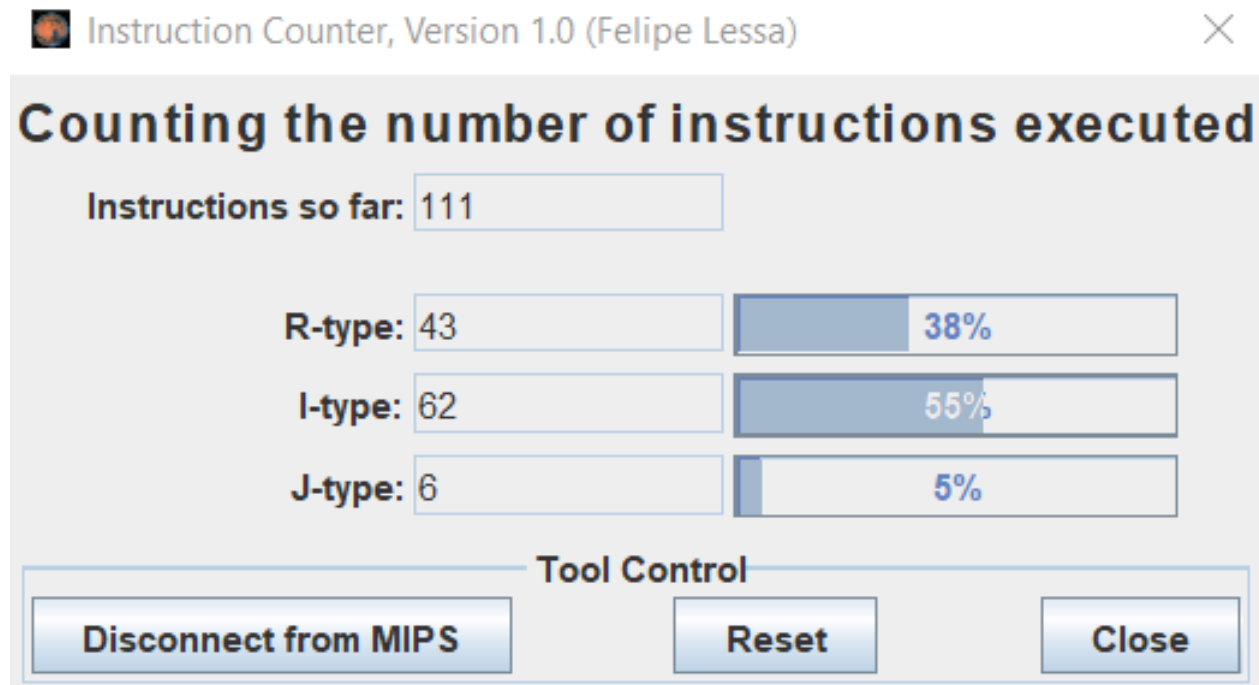 Instruction Counter, Version 1.0 (Felipe Lessa)
Counting the number of instructions executed
Instructions so far: 111
R-type: 43 38%
I-type: 62 55%
J-type: 6 5%
Tool Control
Disconnect from MIPS Reset Close